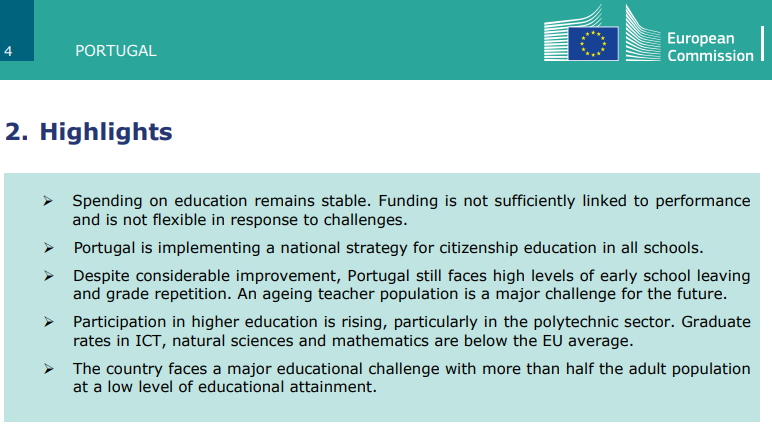 4
PORTUGAL
European
Commission
2. Highlights
➢ Spending on education remains stable. Funding is not sufficiently linked to performance
and is not flexible in response to challenges.
➢ Portugal is implementing a national strategy for citizenship education in all schools.
➢ Despite considerable improvement, Portugal still faces high levels of early school leaving
and grade repetition. An ageing teacher population is a major challenge for the future.
➢ Participation in higher education is rising, particularly in the polytechnic sector. Graduate
rates in ICT, natural sciences and mathematics are below the EU average.
➢ The country faces a major educational challenge with more than half the adult population
at a low level of educational attainment.